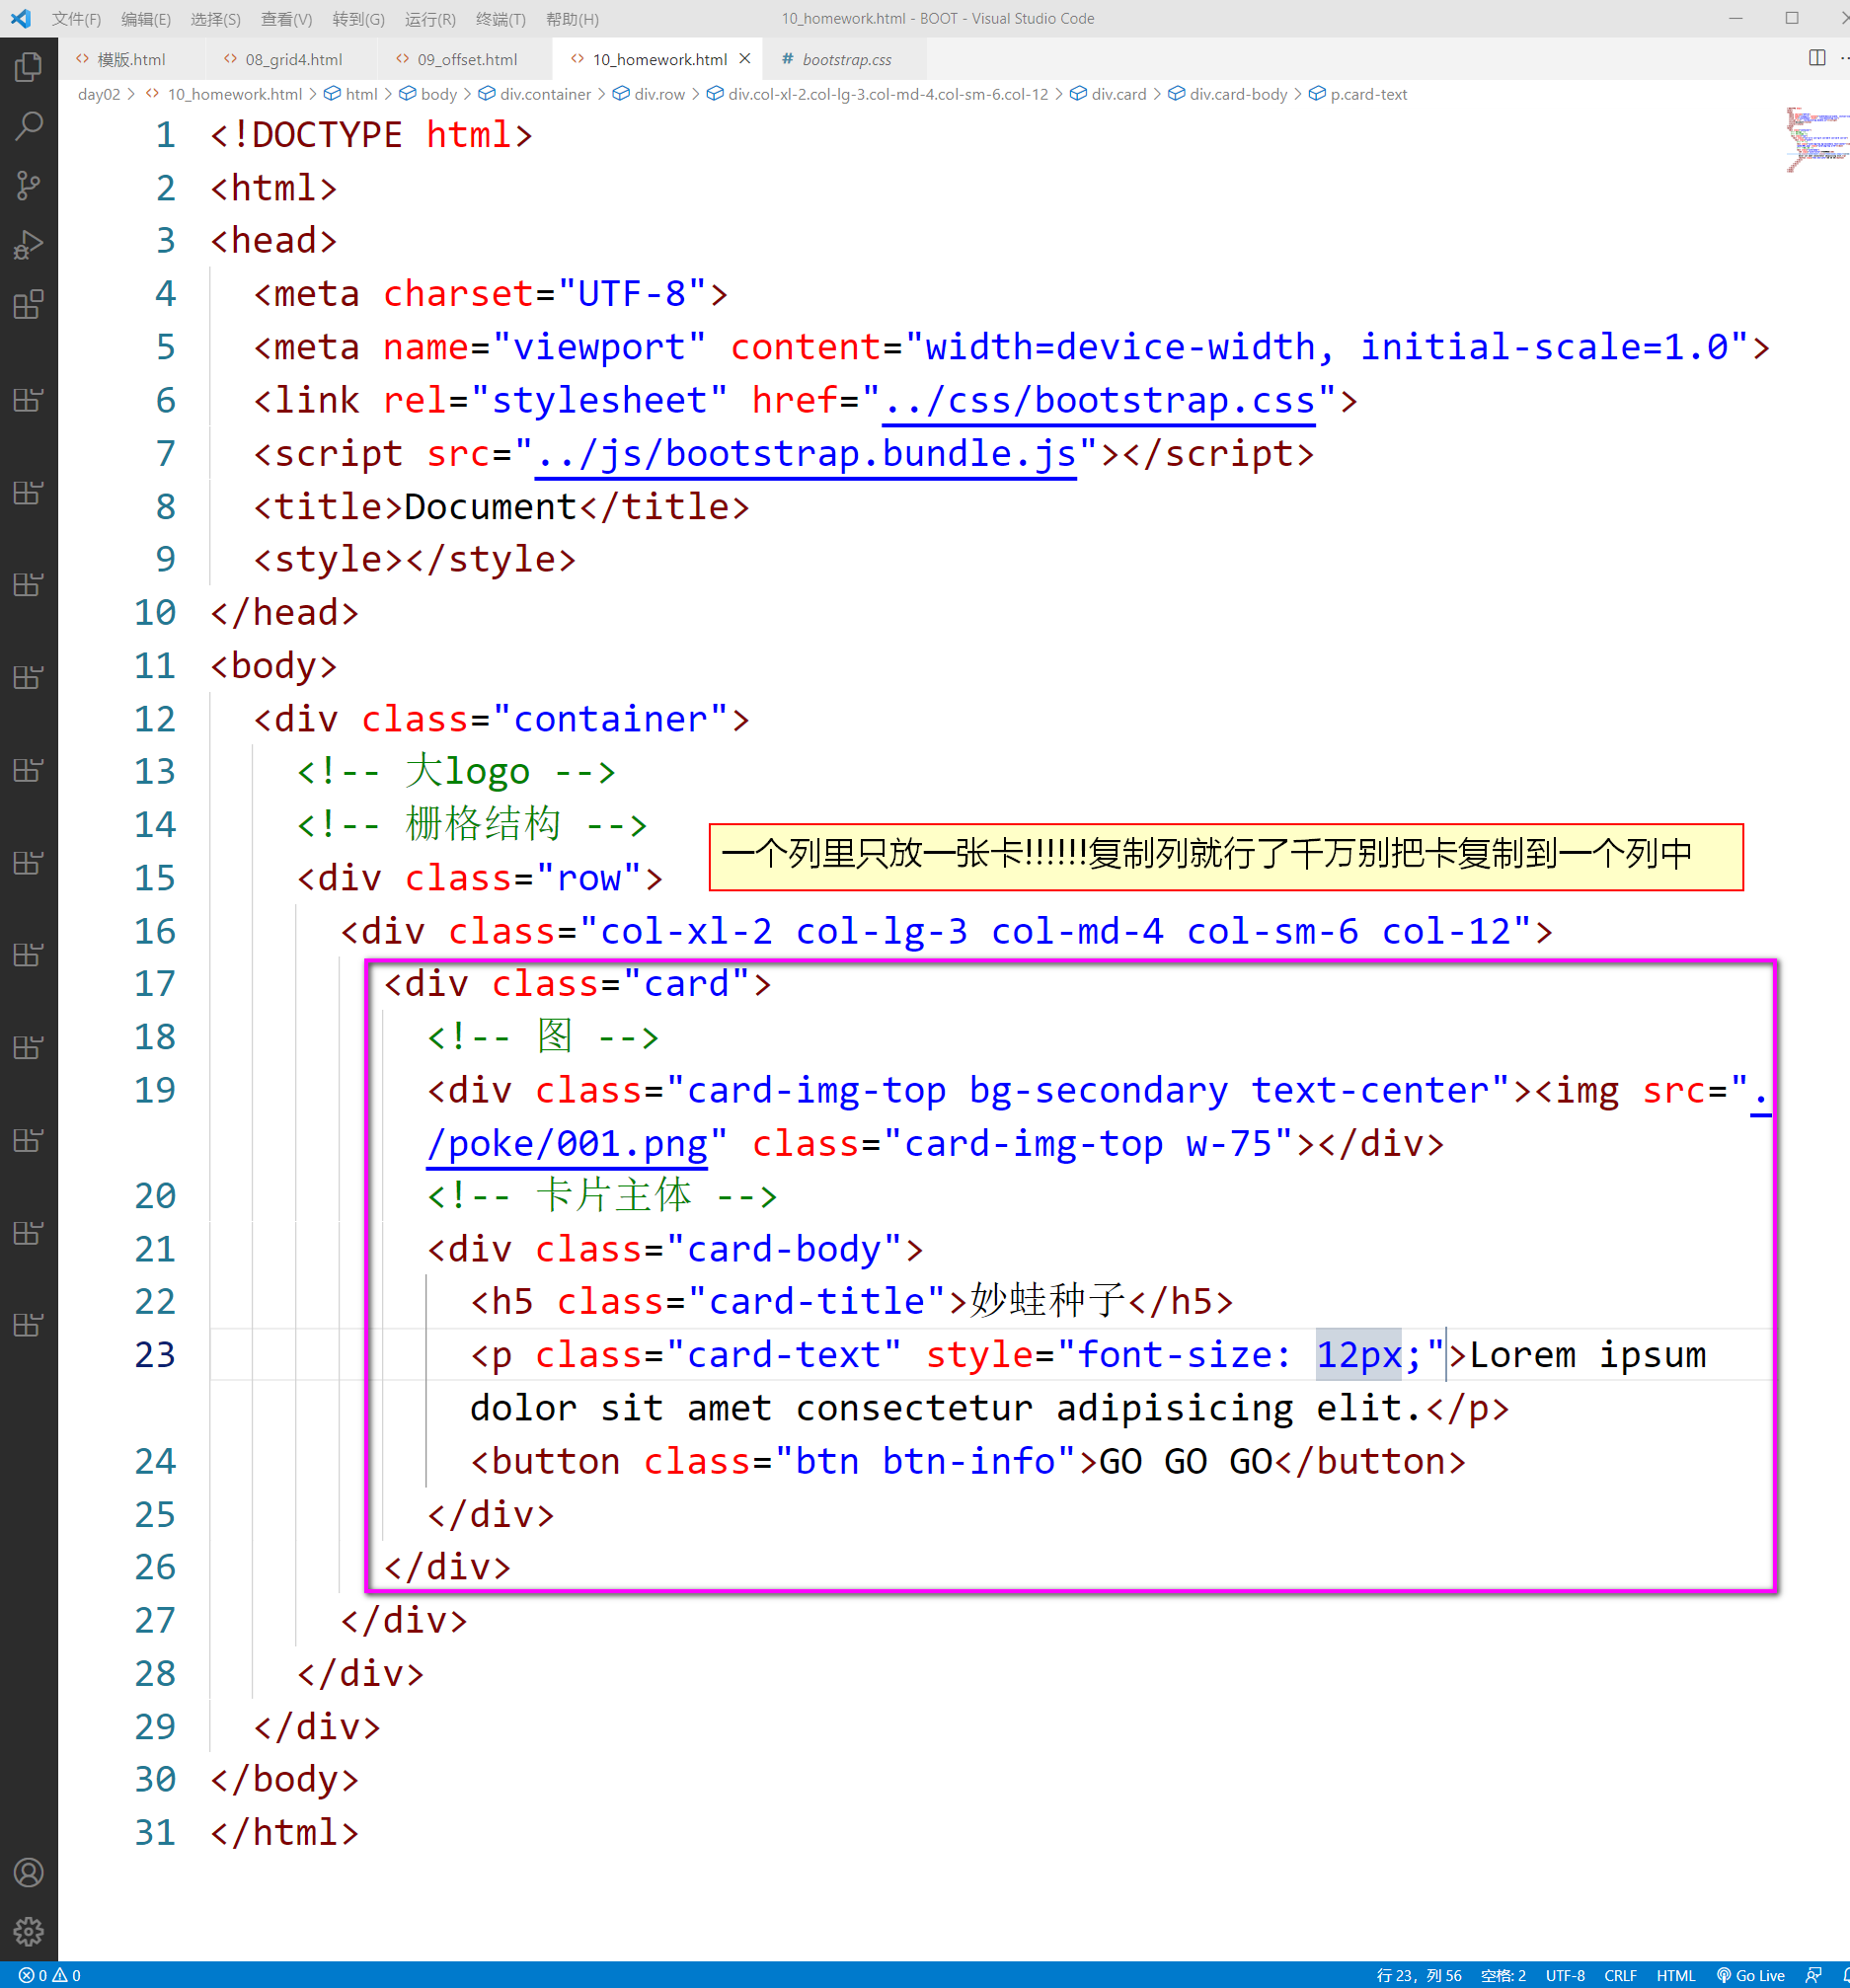 文件(F) 编辑(E) 选择(S) 查看(V) 转到(G) 运行(R) 终端(T) 帮助(H) 10_homework.html - BOOT - Visual Studio Code
模版.html 08_grid4.html 09_offset.html 10_homework.html # bootstrap.css
day02 > 10_homework.html > html > body > div.container > div.row > div.col-xl-2.col-lg-3.col-md-4.col-sm-6.col-12 > div.card > div.card-body > p.card-text
1 <!DOCTYPE html>
2 <html>
3 <head>
4 <meta charset="UTF-8">
5 <meta name="viewport" content="width=device-width, initial-scale=1.0">
6 <link rel="stylesheet" href="../css/bootstrap.css">
7 <script src="../js/bootstrap.bundle.js"></script>
8 <title>Document</title>
9 <style></style>
10 </head>
11 <body>
12 <div class="container">
13 <!-- 大logo -->
14 <!-- 栅格结构 -->
一个列里只放一张卡!!!!!!复制列就行了千万别把卡复制到一个列中
15 <div class="row">
16 <div class="col-xl-2 col-lg-3 col-md-4 col-sm-6 col-12">
17 <div class="card">
18 <!-- 图 -->
19 <div class="card-img-top bg-secondary text-center"><img src=".
/poke/001.png" class="card-img-top w-75"></div>
20 <!-- 卡片主体 -->
21 <div class="card-body">
22 <h5 class="card-title">妙蛙种子</h5>
23 <p class="card-text" style="font-size: 12px;">Lorem ipsum
dolor sit amet consectetur adipisicing elit.</p>
24 <button class="btn btn-info">GO GO GO</button>
25 </div>
26 </div>
27 </div>
28 </div>
29 </div>
30 </body>
31 </html>
0 0 行 23, 列 56 空格: 2 UTF-8 CRLF HTML Go Live